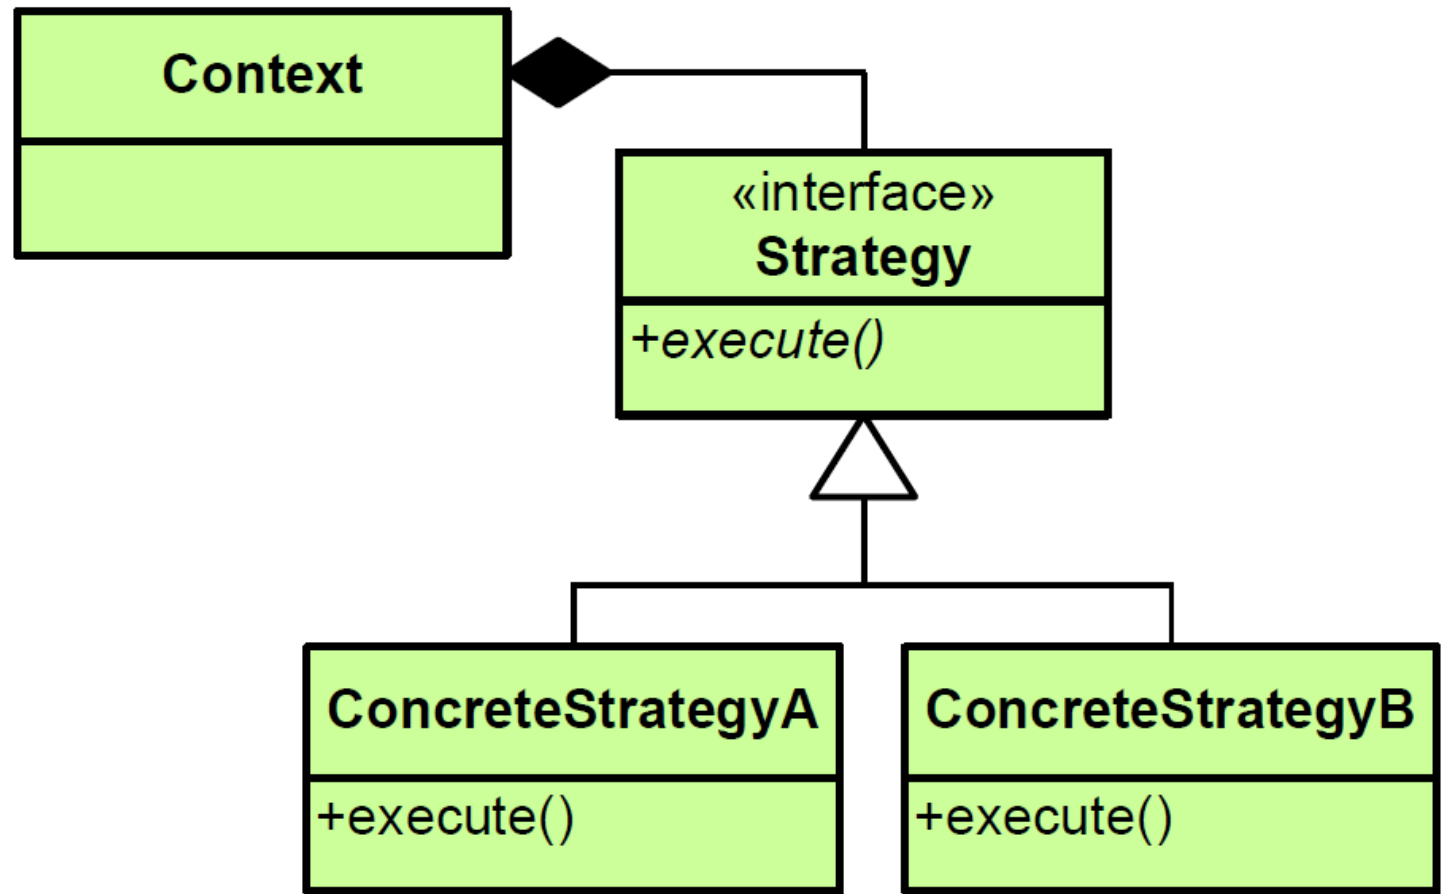 Context
«interface»
Strategy
+execute()
ConcreteStrategyA
+execute()
ConcreteStrategyB
+execute()